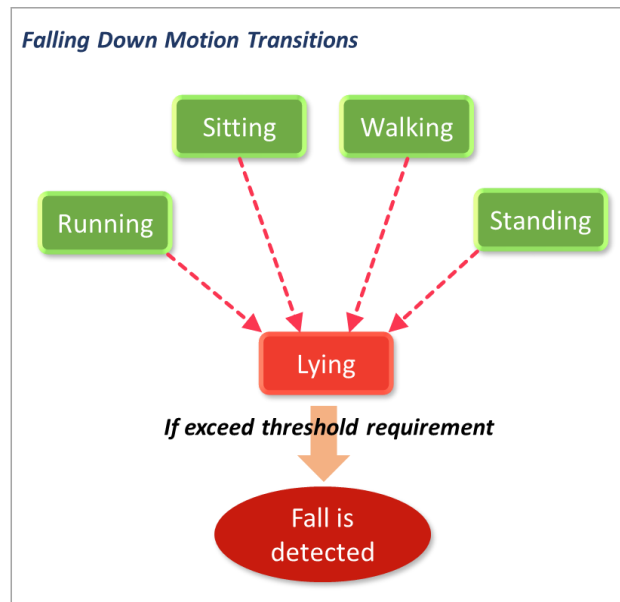 Falling Down Motion Transitions
Sitting
Walking
Running
Standing
Lying
If exceed threshold requirement
Fall is
detected